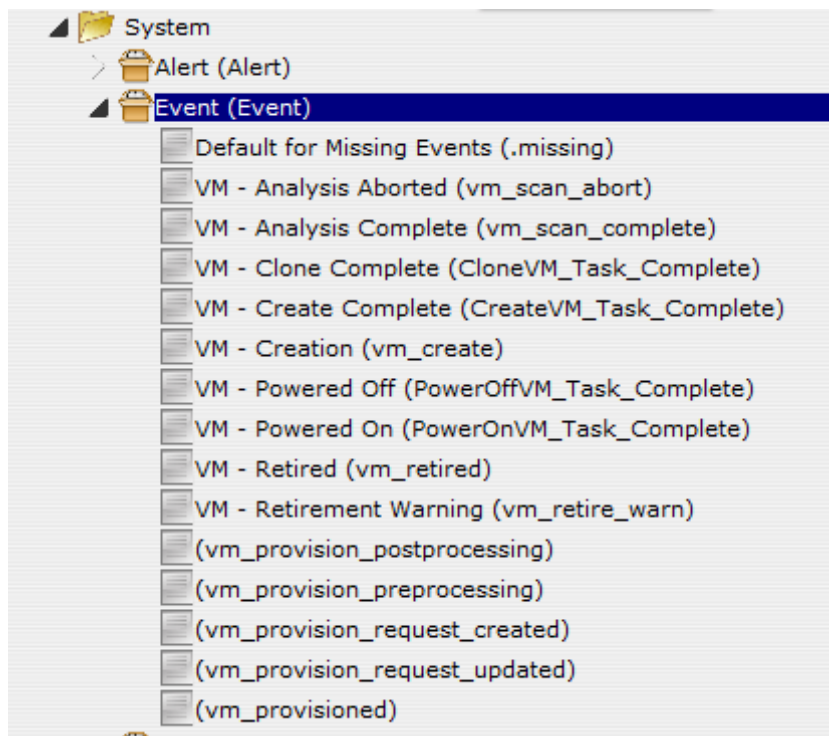 System
Alert (Alert)
Event (Event)
Default for Missing Events (.missing)
VM - Analysis Aborted (vm_scan_abort)
VM - Analysis Complete (vm_scan_complete)
VM - Clone Complete (CloneVM_Task_Complete)
VM - Create Complete (CreateVM_Task_Complete)
VM - Creation (vm_create)
VM - Powered Off (PowerOffVM_Task_Complete)
VM - Powered On (PowerOnVM_Task_Complete)
VM - Retired (vm_retired)
VM - Retirement Warning (vm_retire_warn)
(vm_provision_postprocessing)
(vm_provision_preprocessing)
(vm_provision_request_created)
(vm_provision_request_updated)
(vm_provisioned)